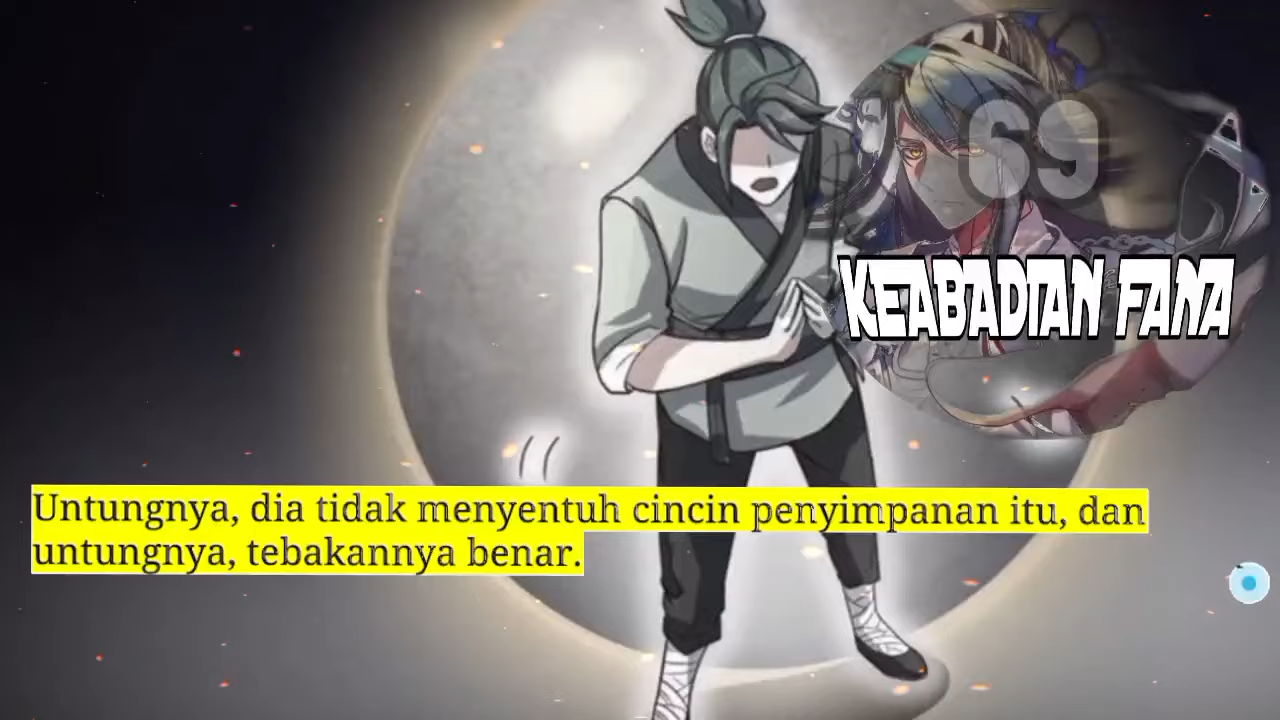 69
KEABADIAN FANA
Untungnya, dia tidak menyentuh cincin penyimpanan itu, dan
untungnya, tebakannya benar.